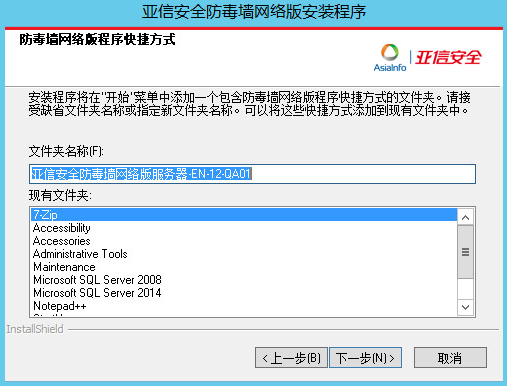 亚信安全防毒墙网络版安装程序
防毒墙网络版程序快捷方式
AsiaInfo 亚信安全
安装程序将在"开始"菜单中添加一个包含防毒墙网络版程序快捷方式的文件夹。请接
受缺省文件夹名称或指定新文件夹名称。可以将这些快捷方式添加到现有文件夹中。
文件夹名称(F):
亚信安全防毒墙网络版服务器-EN-12-QA01
现有文件夹:
7-Zip
Accessibility
Accessories
Administrative Tools
Maintenance
Microsoft SQL Server 2008
Microsoft SQL Server 2014
Notepad++
InstallShield
<上一步(B) 下一步(N)> 取消